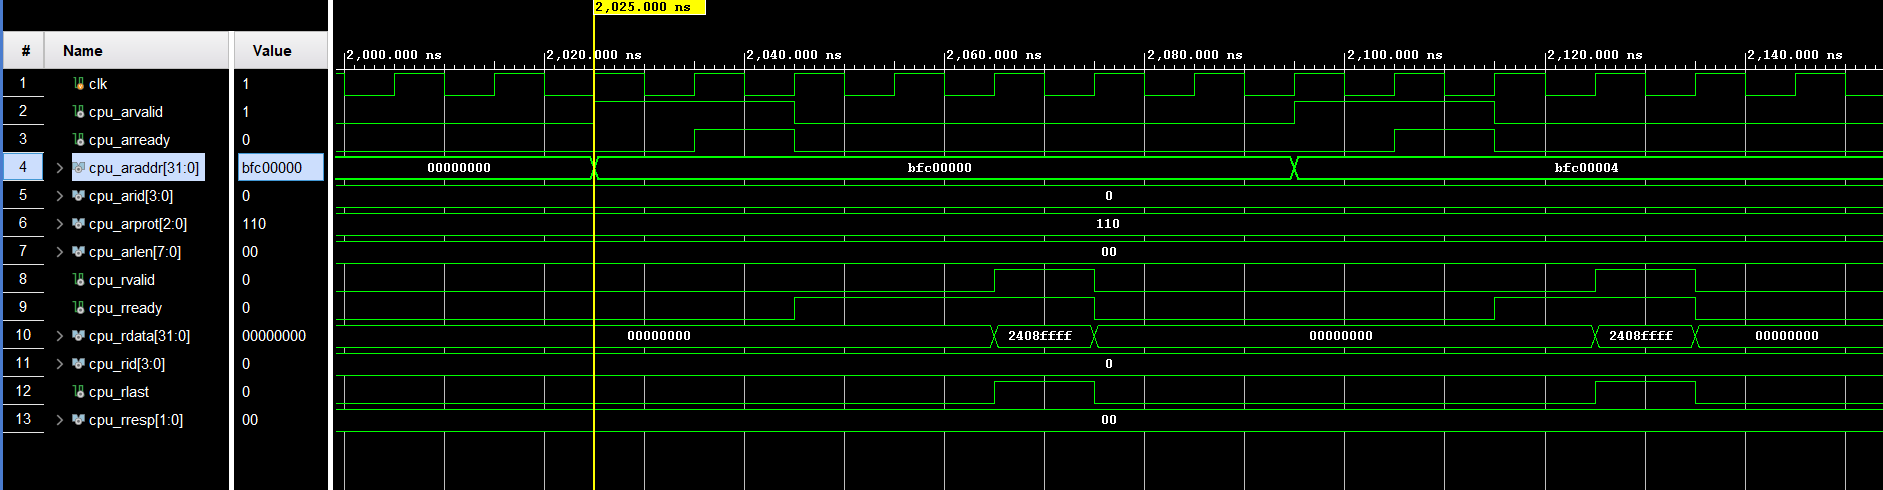 2,025.000 ns
# Name Value
2,000.000 ns 2,020.000 ns 2,040.000 ns 2,060.000 ns 2,080.000 ns 2,100.000 ns 2,120.000 ns 2,140.000 ns
1 clk 1
2 cpu_arvalid 1
3 cpu_arready 0
4 cpu_araddr[31:0] bfc00000 00000000 bfc00000 bfc00004
5 cpu_arid[3:0] 0 0
6 cpu_arprot[2:0] 110 110
7 cpu_arlen[7:0] 00 00
8 cpu_rvalid 0
9 cpu_rready 0
10 cpu_rdata[31:0] 00000000 00000000 2408ffff 00000000 2408ffff 00000000
11 cpu_rid[3:0] 0 0
12 cpu_rlast 0
13 cpu_rresp[1:0] 00 00